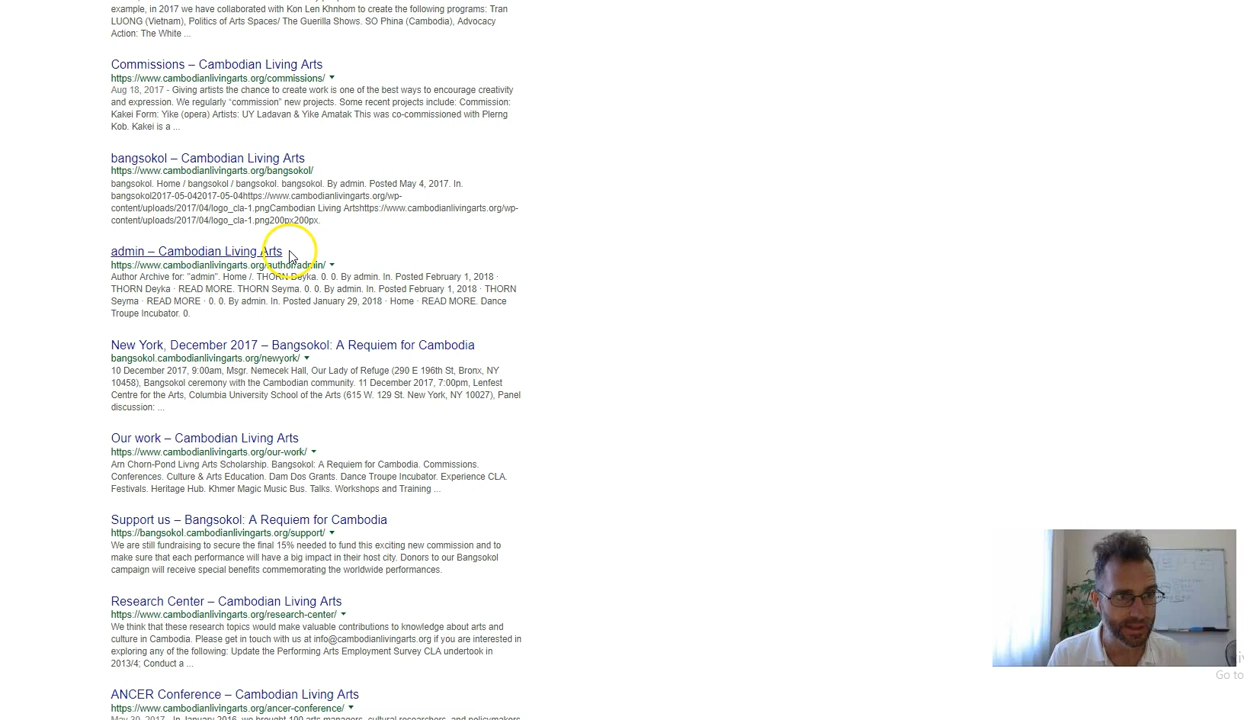 example, in 2017 we have collaborated with Kon Len Khnhom to create the following programs: Tran
LUONG (Vietnam), Politics of Arts Spaces/ The Guerilla Shows. SO Phina (Cambodia), Advocacy
Action: The White ...
Commissions – Cambodian Living Arts
https://www.cambodianlivingarts.org/commissions/
Aug 18, 2017 - Giving artists the chance to create work is one of the best ways to encourage creativity
and expression. We regularly “commission” new projects. Some recent projects include: Commission:
Kakei Form: Yike (opera) Artists: UY Ladavan & Yike Amatak This was co-commissioned with Plerng
Kob. Kakei is a ...
bangsokol – Cambodian Living Arts
https://www.cambodianlivingarts.org/bangsokol/
bangsokol. Home / bangsokol / bangsokol. bangsokol. By admin. Posted May 4, 2017. In.
bangsokol2017-05-042017-05-04https://www.cambodianlivingarts.org/wp-
content/uploads/2017/04/logo_cla-1.pngCambodian Living Artshttps://www.cambodianlivingarts.org/wp-
content/uploads/2017/04/logo_cla-1.png200px200px.
admin – Cambodian Living Arts
https://www.cambodianlivingarts.org/author/admin/
Author Archive for: "admin". Home /. THORN Deyka. 0. 0. By admin. In. Posted February 1, 2018 ·
THORN Deyka · READ MORE. THORN Seyma. 0. 0. By admin. In. Posted February 1, 2018 · THORN
Seyma · READ MORE · 0. 0. By admin. In. Posted January 29, 2018 · Home · READ MORE. Dance
Troupe Incubator. 0.
New York, December 2017 – Bangsokol: A Requiem for Cambodia
bangsokol.cambodianlivingarts.org/newyork/
10 December 2017, 9:00am, Msgr. Nemecek Hall, Our Lady of Refuge (290 E 196th St, Bronx, NY
10458), Bangsokol ceremony with the Cambodian community. 11 December 2017, 7:00pm, Lenfest
Centre for the Arts, Columbia University School of the Arts (615 W. 129 St. New York, NY 10027), Panel
discussion: ...
Our work – Cambodian Living Arts
https://www.cambodianlivingarts.org/our-work/
Arn Chorn-Pond Livng Arts Scholarship. Bangsokol: A Requiem for Cambodia. Commissions.
Conferences. Culture & Arts Education. Dam Dos Grants. Dance Troupe Incubator. Experience CLA.
Festivals. Heritage Hub. Khmer Magic Music Bus. Talks. Workshops and Training ...
Support us – Bangsokol: A Requiem for Cambodia
https://bangsokol.cambodianlivingarts.org/support/
We are still fundraising to secure the final 15% needed to fund this exciting new commission and to
make sure that each performance will have a big impact in their host city. Donors to our Bangsokol
campaign will receive special benefits commemorating the worldwide performances.
Research Center – Cambodian Living Arts
https://www.cambodianlivingarts.org/research-center/
We think that these research topics would make valuable contributions to knowledge about arts and
culture in Cambodia. Please get in touch with us at info@cambodianlivingarts.org if you are interested in
exploring any of the following: Update the Performing Arts Employment Survey CLA undertook in
2013/4; Conduct a ...
Go to
ANCER Conference – Cambodian Living Arts
https://www.cambodianlivingarts.org/ancer-conference/
May 30, 2017 - In January 2016, we brought 100 arts managers, cultural researchers, and policymakers